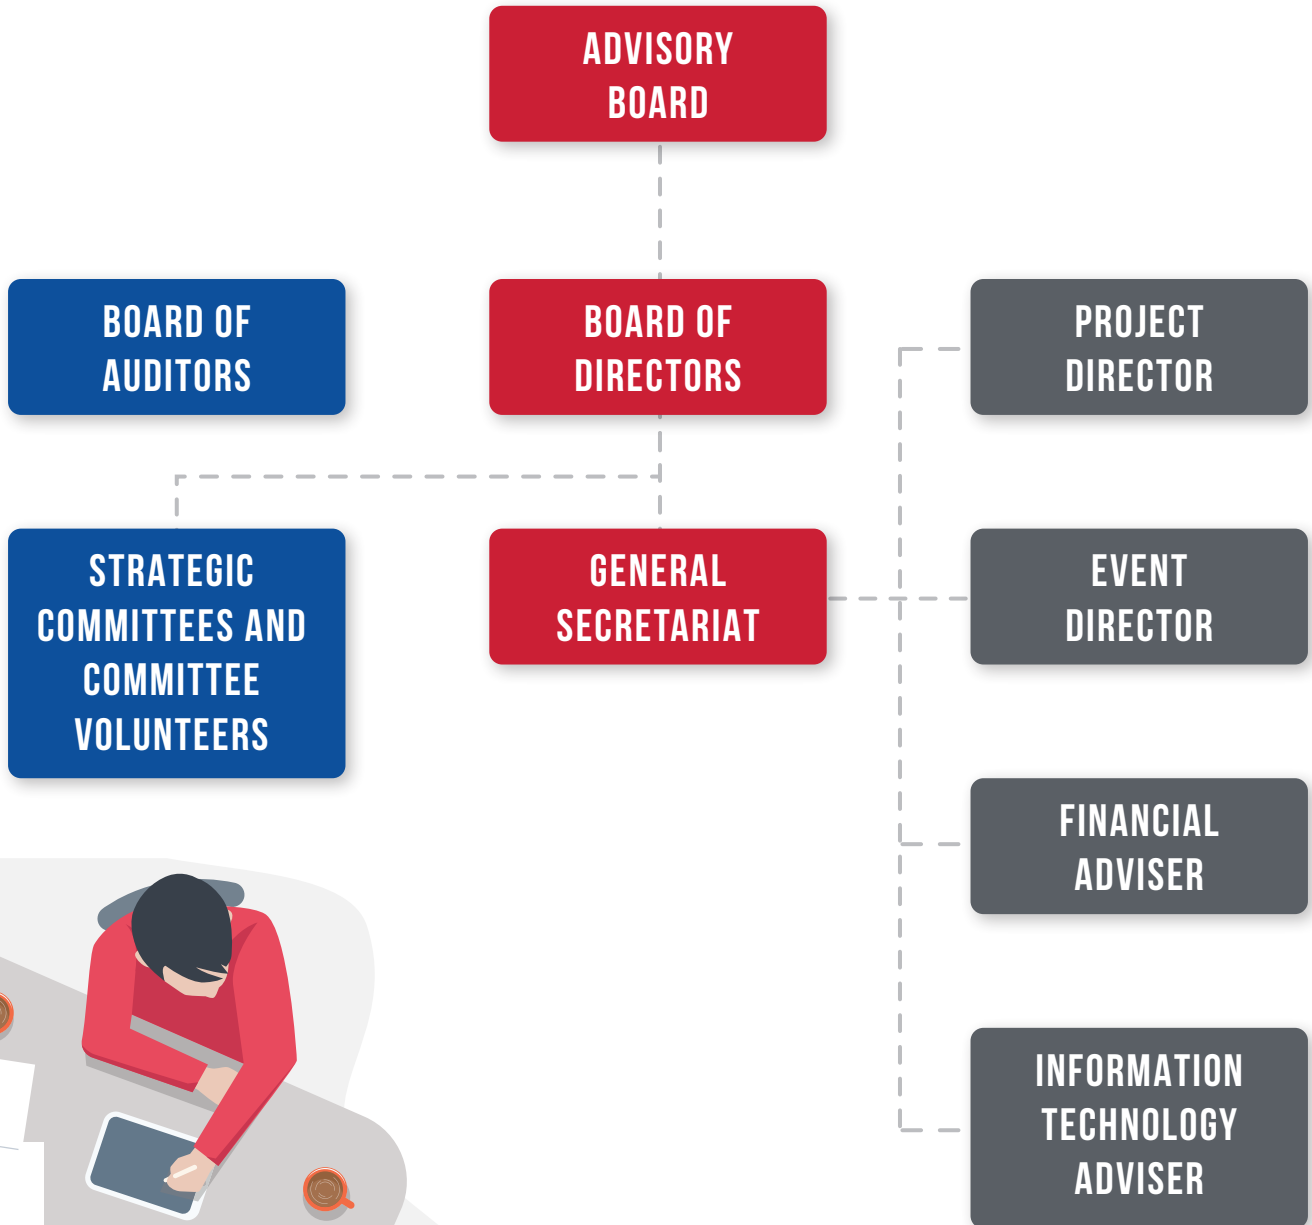 ADVISORY
BOARD
BOARD OF
AUDITORS
BOARD OF
DIRECTORS
PROJECT
DIRECTOR
STRATEGIC
COMMITTEES AND
COMMITTEE
VOLUNTEERS
GENERAL
SECRETARIAT
EVENT
DIRECTOR
FINANCIAL
ADVISER
INFORMATION
TECHNOLOGY
ADVISER